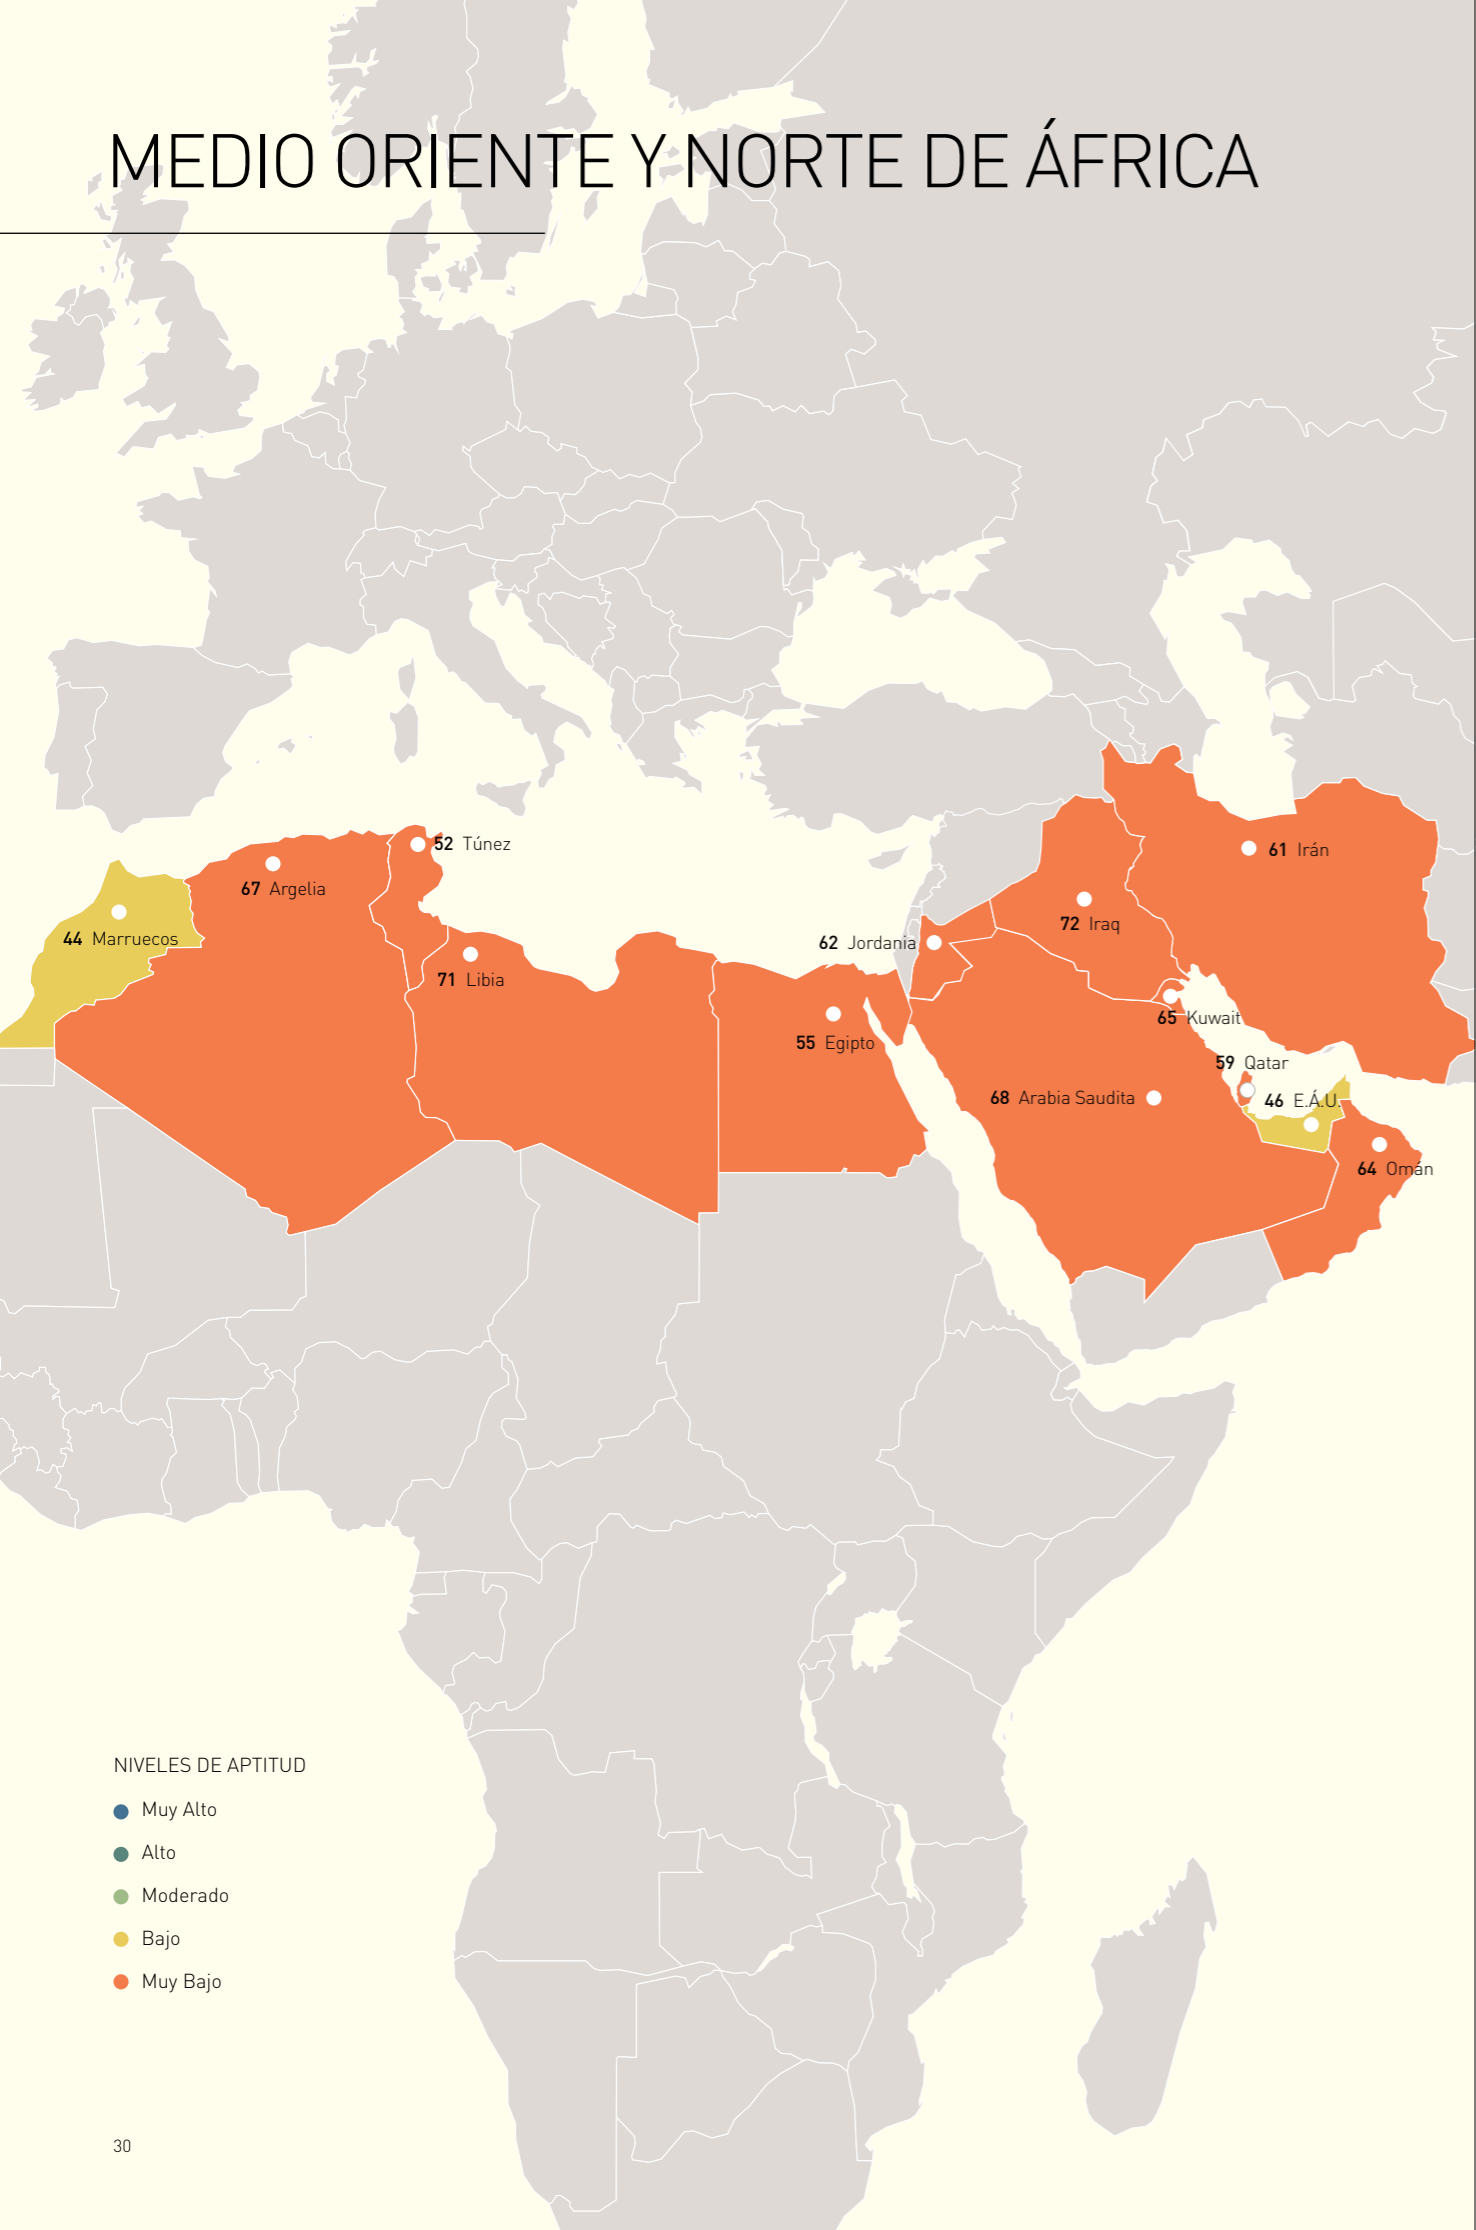 MEDIO ORIENTE Y NORTE DE ÁFRICA
52 Túnez
67 Argelia
44 Marruecos
71 Libia
62 Jordania
72 Iraq
61 Irán
55 Egipto
65 Kuwait
59 Qatar
68 Arabia Saudita
46 E.Á.U.
64 Omán
NIVELES DE APTITUD
Muy Alto
Alto
Moderado
Bajo
Muy Bajo
30